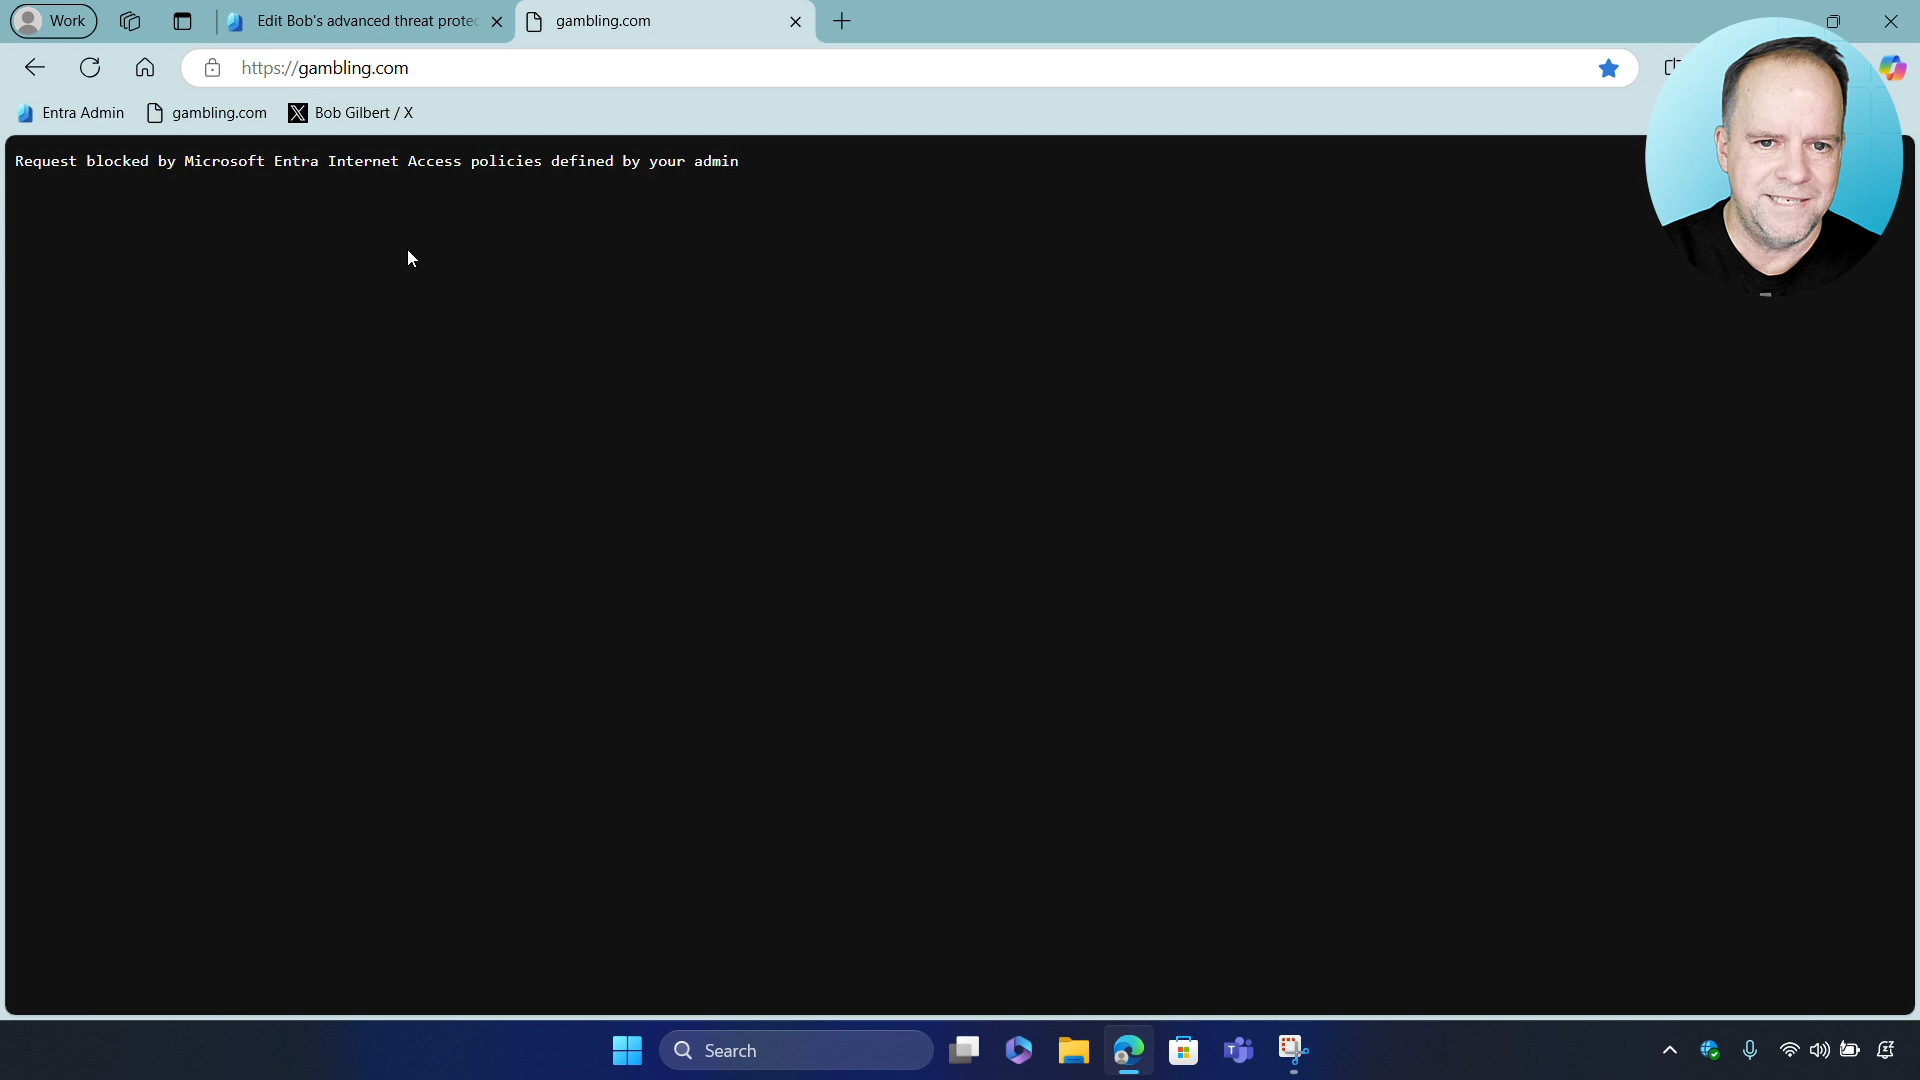 Work
Edit Bob's advanced threat protec
gambling.com
https://gambling.com
Entra Admin
gambling.com
Bob Gilbert / X
Request blocked by Microsoft Entra Internet Access policies defined by your admin
Search